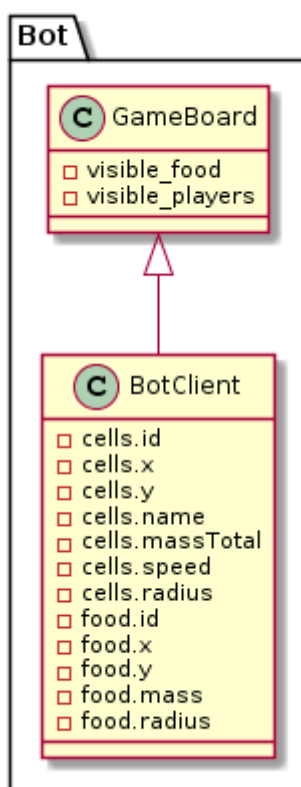 Bot
C GameBoard
visible_food
visible_players
C BotClient
cells.id
cells.x
cells.y
cells.name
cells.massTotal
cells.speed
cells.radius
food.id
food.x
food.y
food.mass
food.radius